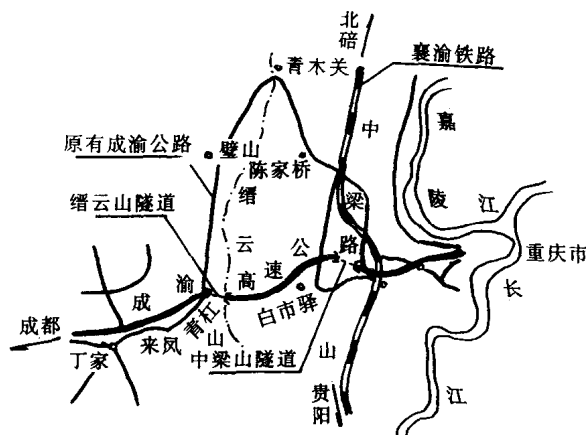 北碚
襄渝铁路
青木关
嘉陵江
中梁山
原有成渝公路
璧山
陈家桥
缙云山隧道
缙云山
重庆市
成渝高速公路
长江
白市驿
青杠
成都
来凤
丁家
中梁山隧道
贵阳